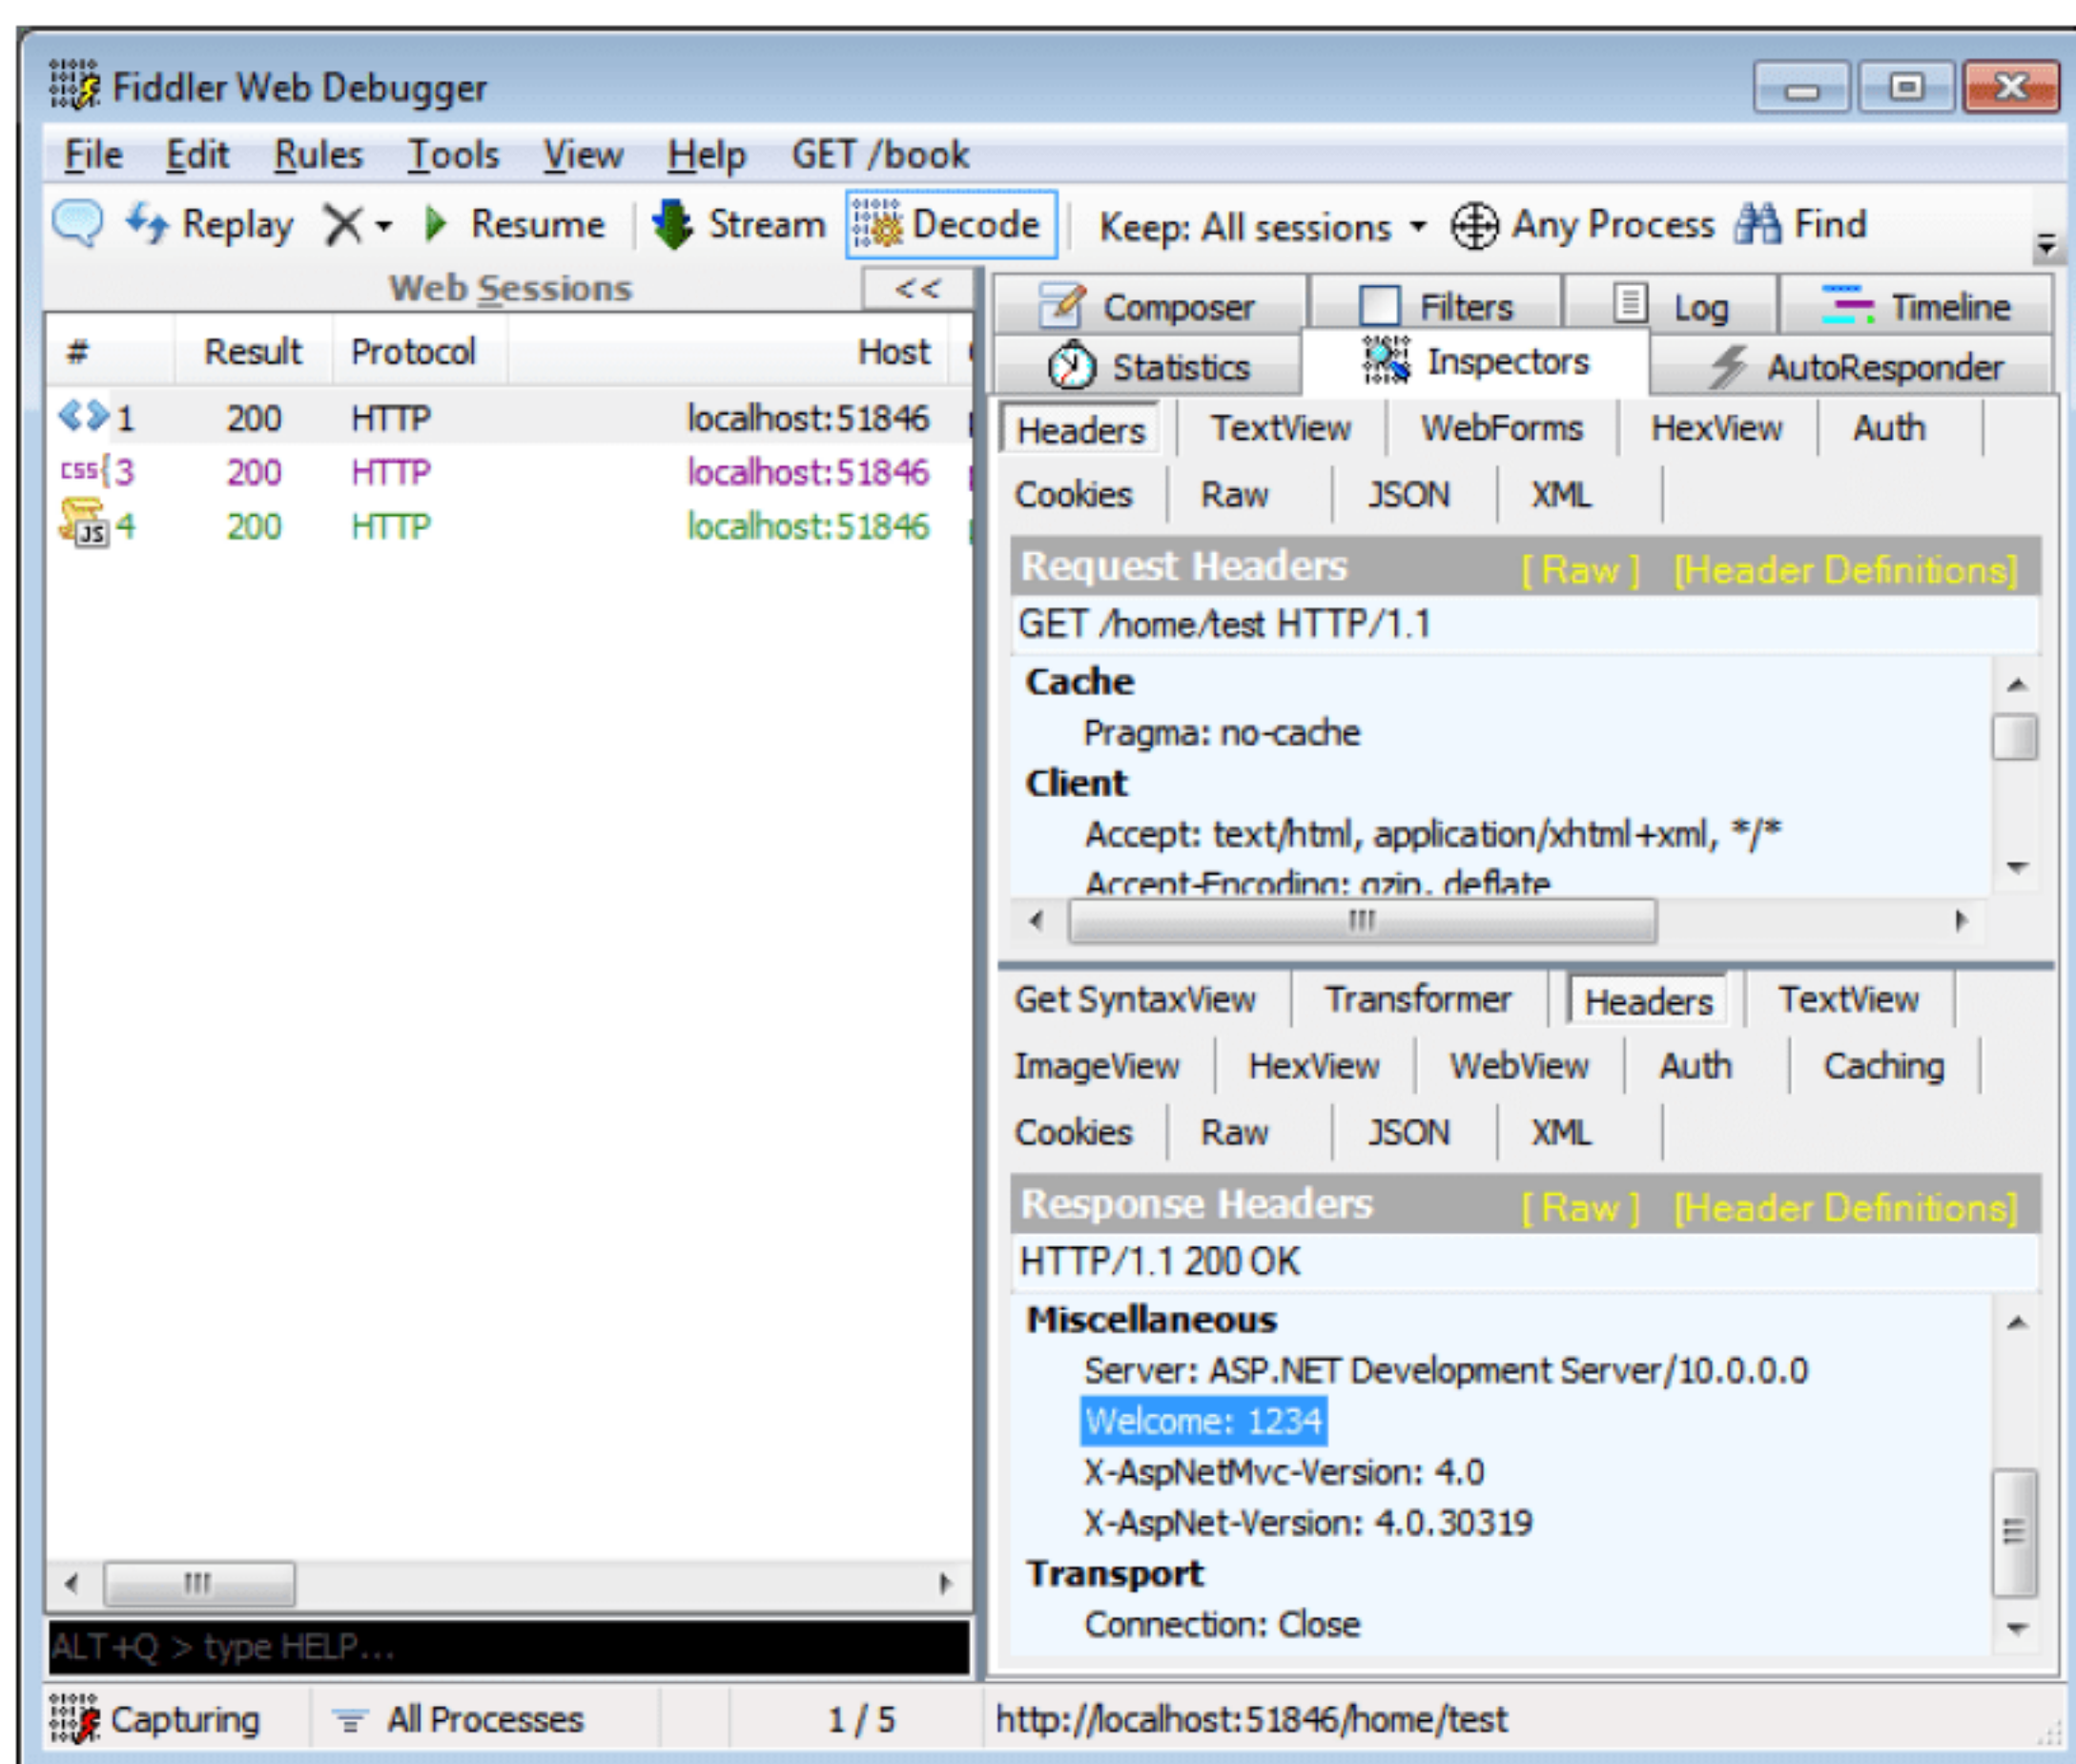 Fiddler Web Debugger
File Edit Rules Tools View Help GET /book
Replay Resume Stream Decode Keep: All sessions Any Process Find
Web Sessions <<
# Result Protocol Host
1 200 HTTP localhost:51846
CSS{ 3 200 HTTP localhost:51846
JS 4 200 HTTP localhost:51846
ALT+Q > type HELP...
Composer Filters Log Timeline
Statistics Inspectors AutoResponder
Headers TextView WebForms HexView Auth
Cookies Raw JSON XML
Request Headers [ Raw ] [Header Definitions]
GET /home/test HTTP/1.1
Cache
Pragma: no-cache
Client
Accept: text/html, application/xhtml+xml, */*
Accept-Encoding: gzip, deflate
Get SyntaxView Transformer Headers TextView
ImageView HexView WebView Auth Caching
Cookies Raw JSON XML
Response Headers [ Raw ] [Header Definitions]
HTTP/1.1 200 OK
Miscellaneous
Server: ASP.NET Development Server/10.0.0.0
Welcome: 1234
X-AspNetMvc-Version: 4.0
X-AspNet-Version: 4.0.30319
Transport
Connection: Close
Capturing All Processes 1 / 5 http://localhost:51846/home/test